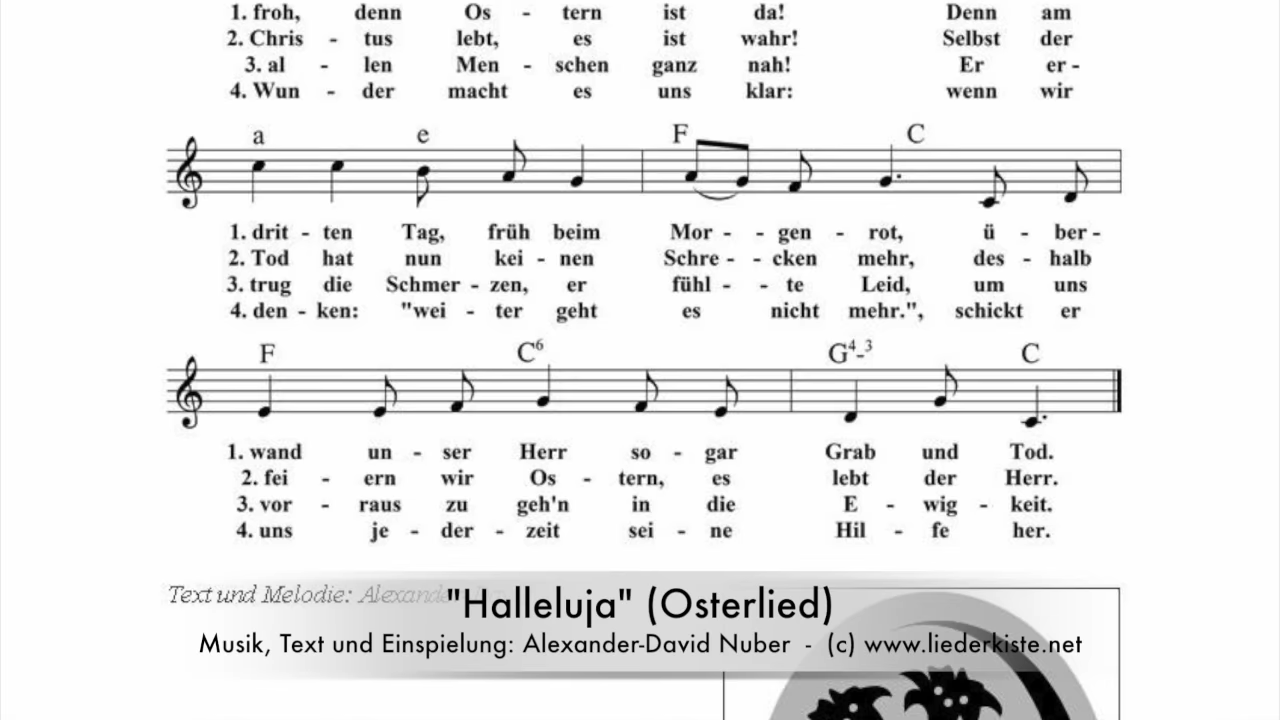 1. froh, denn Os - tern ist da! Denn am
2. Chris - tus lebt, es ist wahr! Selbst der
3. al - len Men - schen ganz nah! Er er -
4. Wun - der macht es uns klar: wenn wir
a e F C
1. drit - ten Tag, früh beim Mor - - gen - rot, ü - ber -
2. Tod hat nun kei - nen Schre - - cken mehr, des - halb
3. trug die Schmer - zen, er fühl - - te Leid, um uns
4. den - ken: "wei - ter geht es nicht mehr.", schickt er
F C6 G4-3 C
1. wand un - ser Herr so - gar Grab und Tod.
2. fei - ern wir Os - tern, es lebt der Herr.
3. vor - raus zu geh'n in die E - wig - keit.
4. uns je - der - zeit sei - ne Hil - fe her.
Text und Melodie: Alexand
"Halleluja" (Osterlied)
Musik, Text und Einspielung: Alexander-David Nuber - (c) www.liederkiste.net